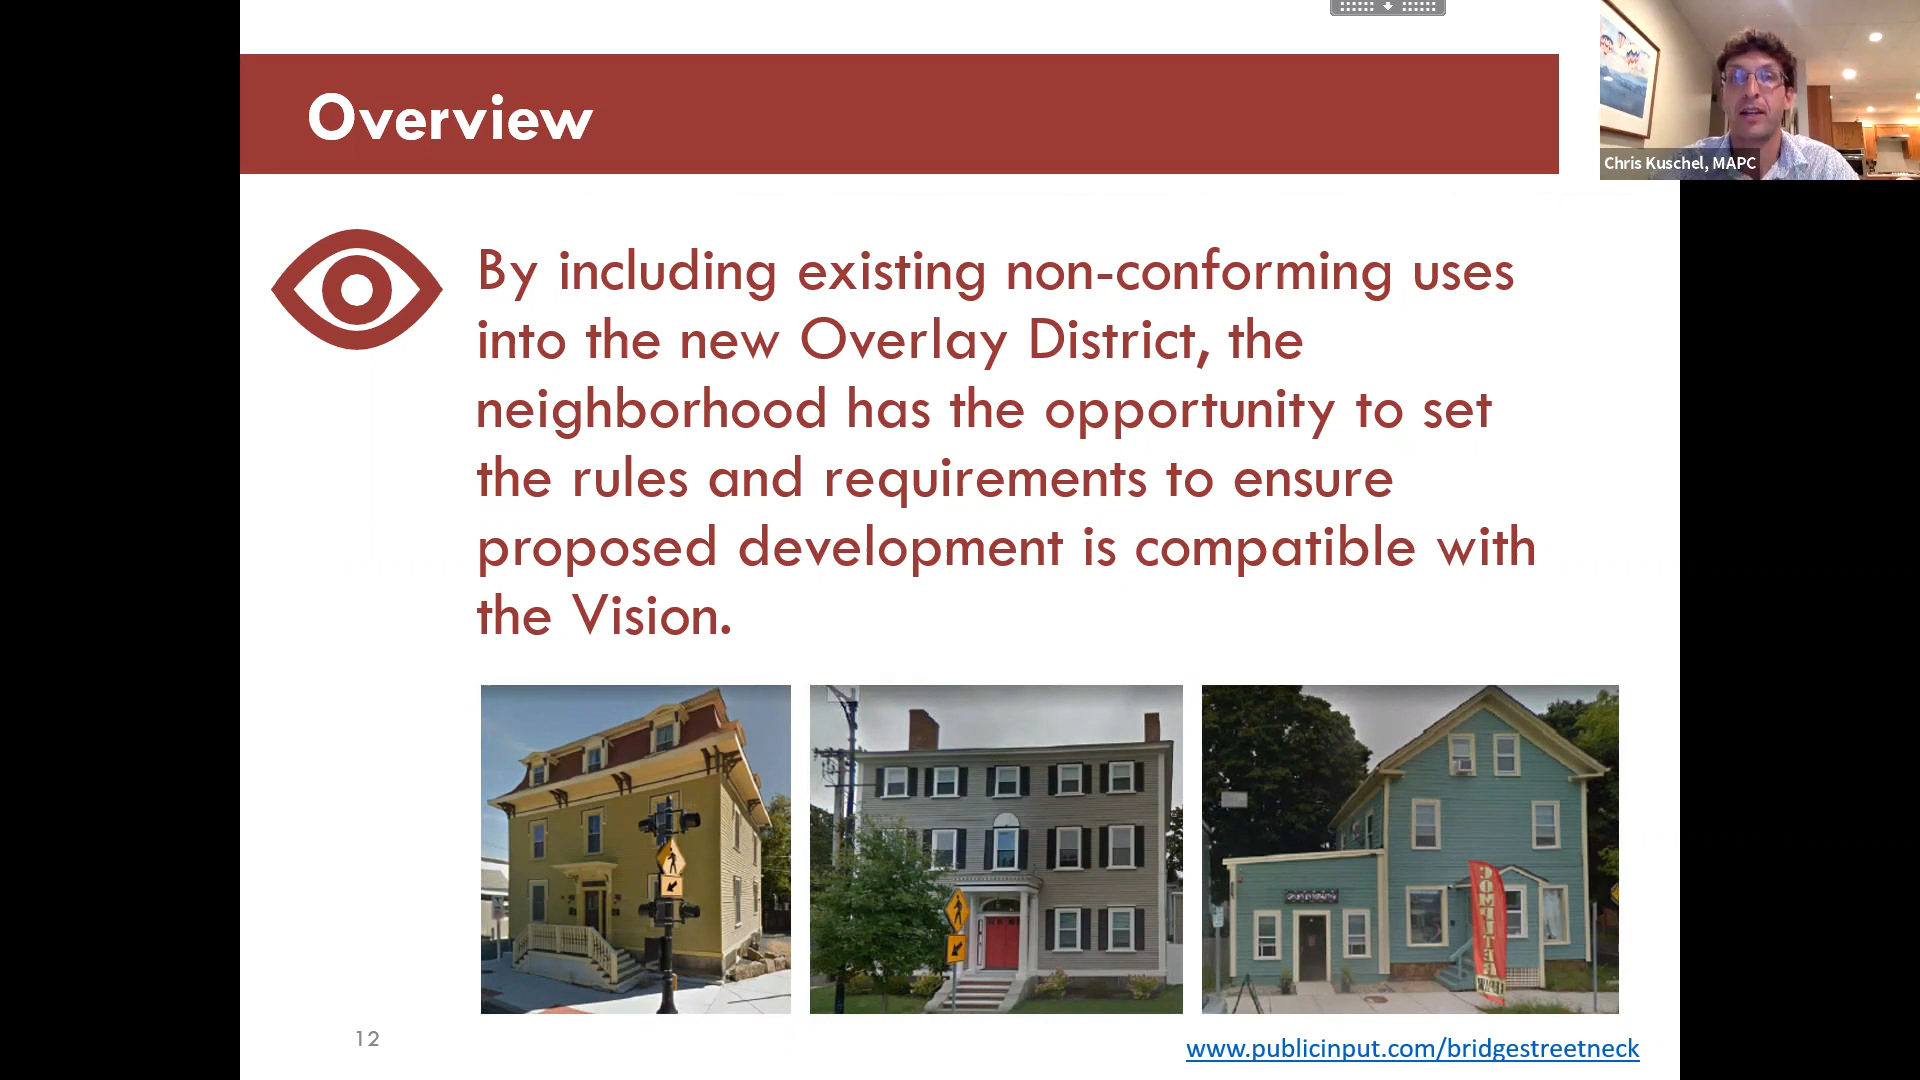 Overview
Chris Kuschel, MAPC
By including existing non-conforming uses
into the new Overlay District, the
neighborhood has the opportunity to set
the rules and requirements to ensure
proposed development is compatible with
the Vision.
COMPUTER
REPAIR
12
www.publicinput.com/bridgestreetneck